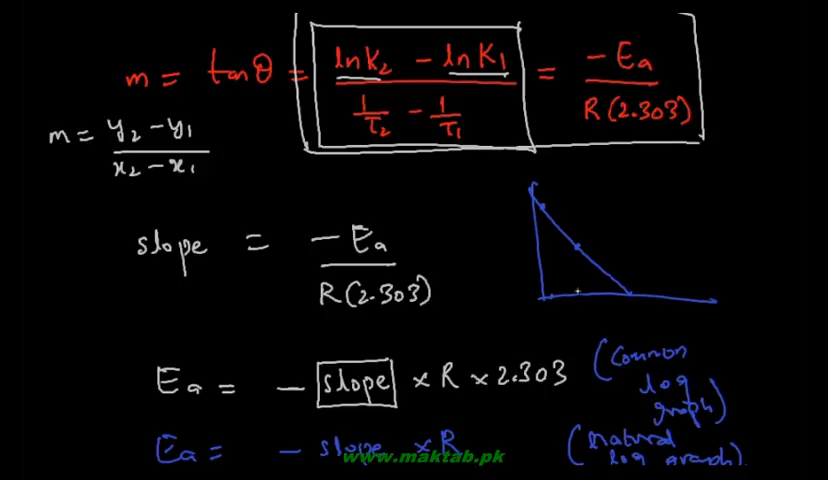 m = tanθ = lnK₂ - lnK₁ / 1/T₂ - 1/T₁ = -Ea / R(2.303)
m = y₂-y₁ / x₂-x₁
slope = -Ea / R(2.303)
Ea = - slope × R × 2.303 (Common log graph)
Ea = - slope × R (natural log graph)
www.maktab.pk